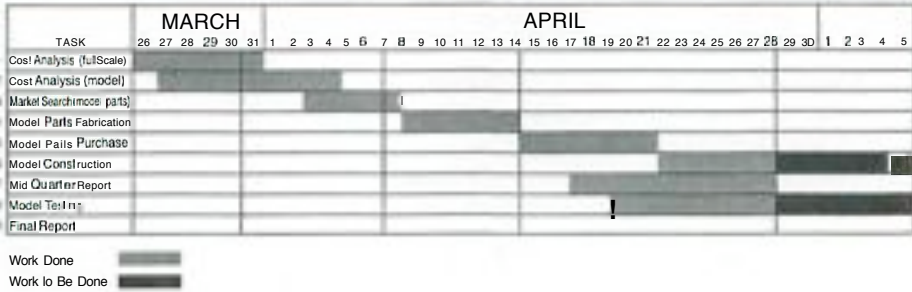 MARCH APRIL
TASK 26 27 28 29 30 31 1 2 3 4 5 6 7 8 9 10 11 12 13 14 15 16 17 18 19 20 21 22 23 24 25 26 27 28 29 3D 1 2 3 4 5
Cos! Analysis (fullScale)
Cost Analysis (model)
Market Search(mocel parts)
Model Parts Fabrication
Model Pails Purchase
Model Construction
Mid Quarter Report
Model
Final Report
Work Done
Work lo Be Done